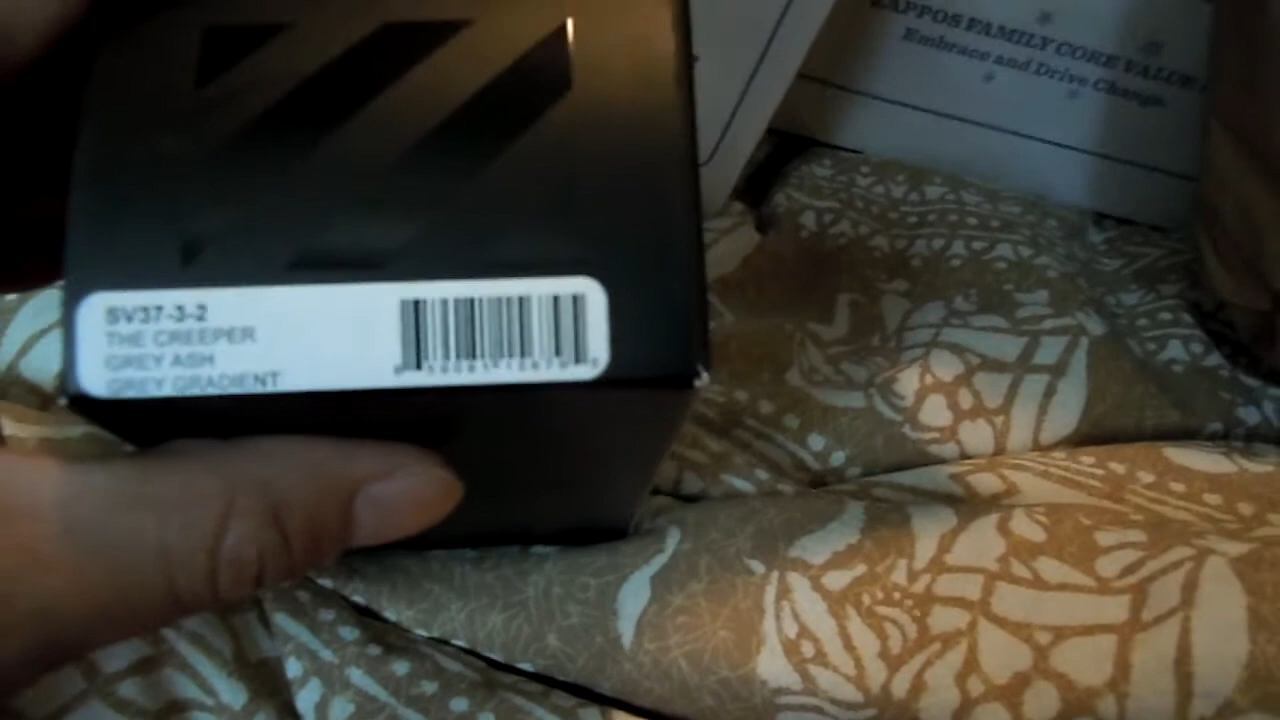 ZAPPOS FAMILY CORE VALUE
Embrace and Drive Change
SV37-3-2
THE CREEPER
GREY ASH
GREY GRADIENT